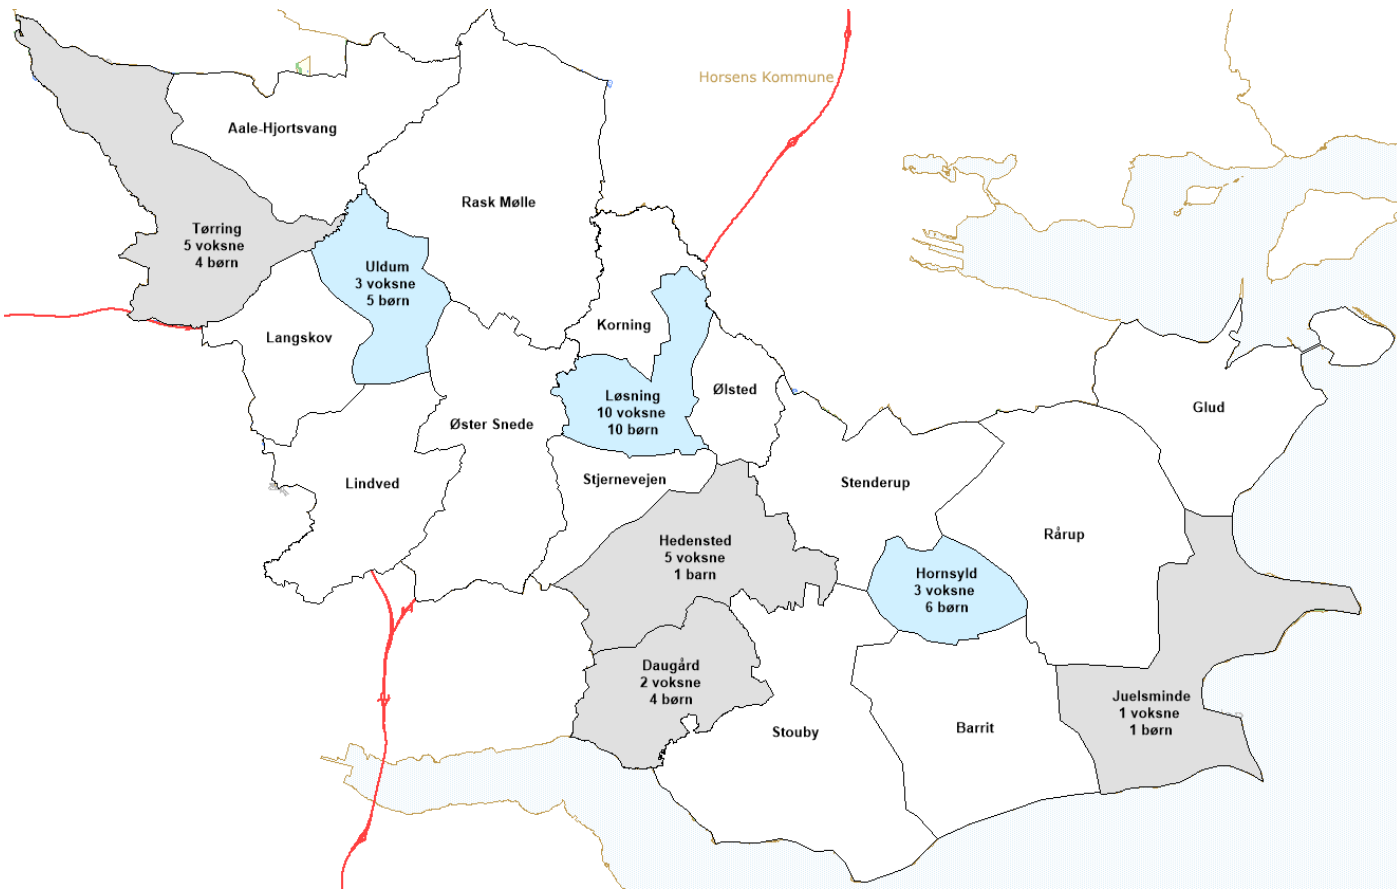 Horsens Kommune
Aale-Hjortsvang
Rask Mølle
Tørring
5 voksne
4 børn
Uldum
3 voksne
5 børn
Korning
Langskov
Ølsted
Løsning
10 voksne
10 børn
Glud
Øster Snede
Stjernevejen
Lindved
Stenderup
Rårup
Hedensted
5 voksne
1 barn
Hornsyld
3 voksne
6 børn
Daugård
2 voksne
4 børn
Juelsminde
1 voksne
1 børn
Stouby
Barrit